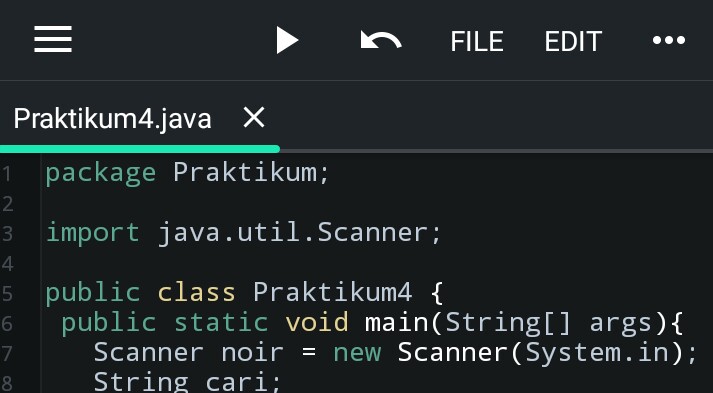 FILE EDIT
Praktikum4.java
1 package Praktikum;
2
3 import java.util.Scanner;
4
5 public class Praktikum4 {
6 public static void main(String[] args){
7 Scanner noir = new Scanner(System.in);
8 String cari;